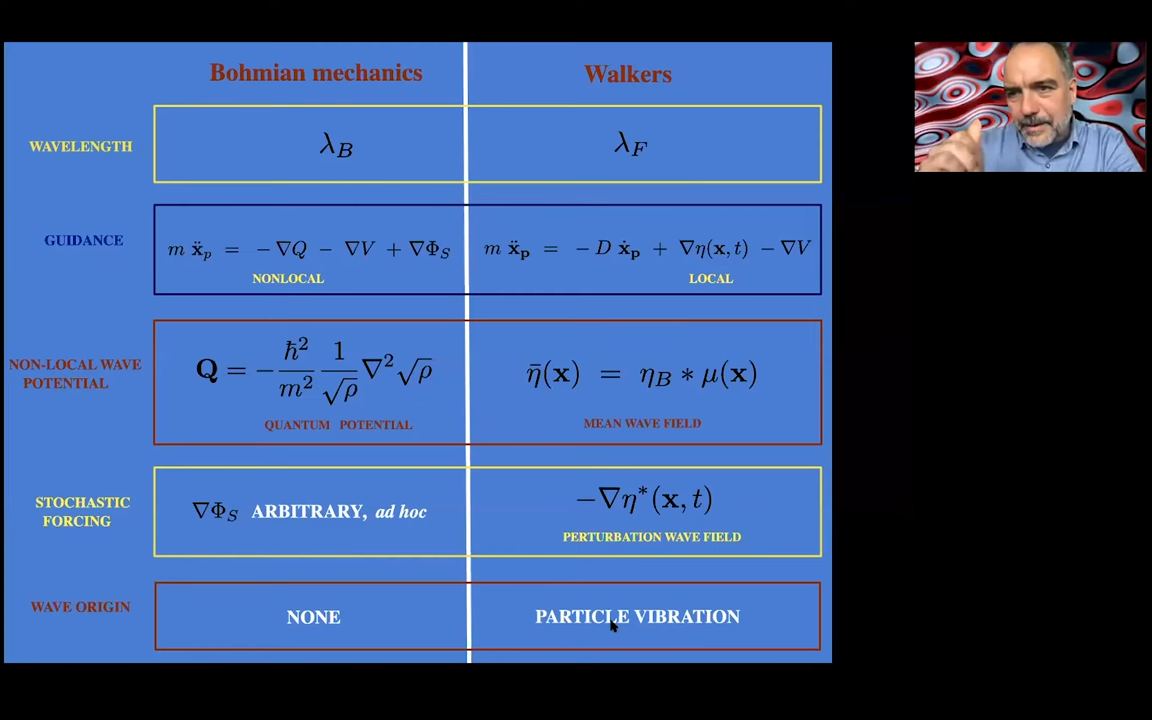 Bohmian mechanics Walkers
WAVELENGTH λ_B λ_F
GUIDANCE m ẍ_p = − ∇Q − ∇V + ∇Φ_S m ẍ_p = − D ẋ_p + ∇η(x, t) − ∇V
NONLOCAL LOCAL
NON-LOCAL WAVE
POTENTIAL
Q = − ħ²/m² 1/√ρ ∇² √ρ η̄(x) = η_B * μ(x)
QUANTUM POTENTIAL MEAN WAVE FIELD
STOCHASTIC
FORCING
∇Φ_S ARBITRARY, ad hoc −∇η*(x, t)
PERTURBATION WAVE FIELD
WAVE ORIGIN NONE PARTICLE VIBRATION